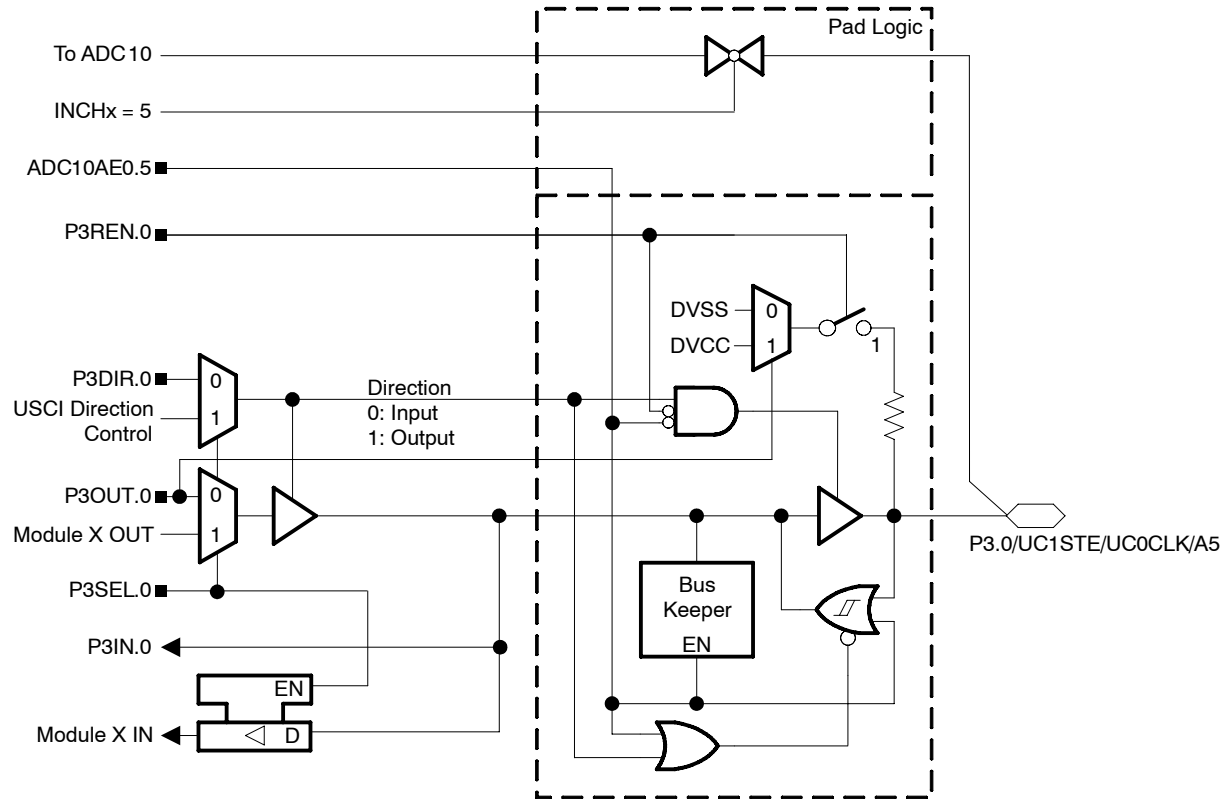 Pad Logic
To ADC10
INCHx = 5
ADC10AE0.5
P3REN.0
DVSS
0
DVCC
1
1
P3DIR.0
0
USCI Direction
Control
1
Direction
0: Input
1: Output
P3OUT.0
0
Module X OUT
1
P3.0/UC1STE/UC0CLK/A5
P3SEL.0
Bus
Keeper
EN
P3IN.0
EN
Module X IN
D